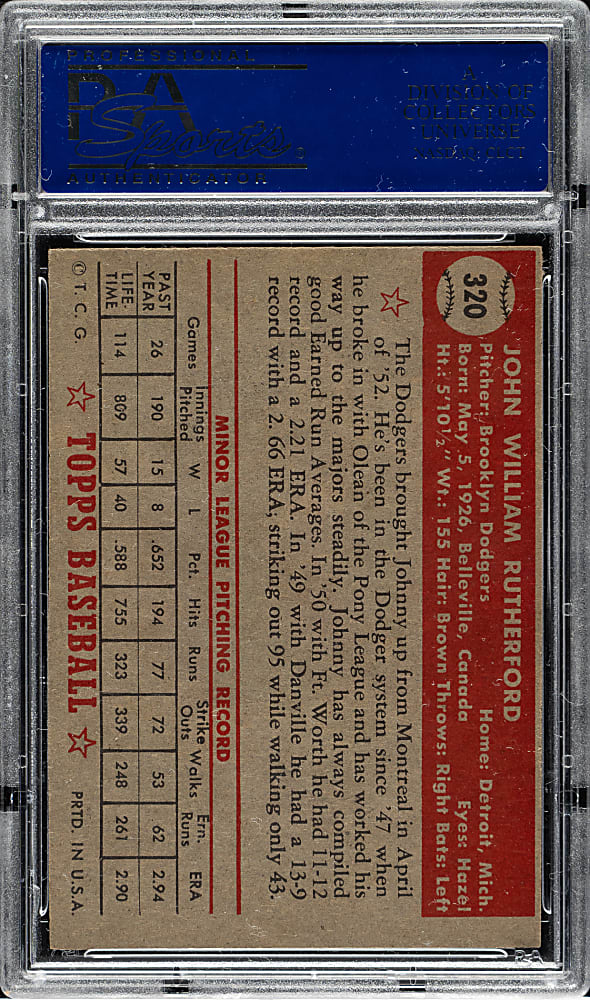 PROFESSIONAL
PSA
Sports
AUTHENTICATOR
A
DIVISION OF
COLLECTORS
UNIVERSE
NASDAQ: CLCT
320
JOHN WILLIAM RUTHERFORD
Pitcher: Brooklyn Dodgers Home: Detroit, Mich.
Born: May 5, 1926, Belleville, Canada Eyes: Hazel
Ht.: 5'10½" Wt.: 155 Hair: Brown Throws: Right Bats: Left
The Dodgers brought Johnny up from Montreal in April
of '52. He's been in the Dodger system since '47 when
he broke in with Olean of the Pony League and has worked his
way up to the majors steadily. Johnny has always compiled
good Earned Run Averages. In '50 with Ft. Worth he had 11-12
record and a 2.21 ERA. In '49 with Danville he had a 13-9
record with a 2. 66 ERA, striking out 95 while walking only 43.
MINOR LEAGUE PITCHING RECORD
Games Innings Pitched W L Pct. Hits Runs Strike Outs Walks Ern. Runs ERA
PAST YEAR 26 190 15 8 .652 194 77 72 53 62 2.94
LIFE- TIME 114 809 57 40 .588 755 323 339 248 261 2.90
© T. C. G. TOPPS BASEBALL PRTD. IN U.S.A.
PSA